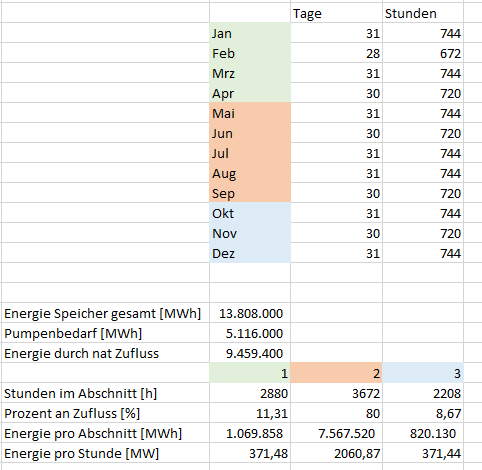 Tage Stunden
Jan 31 744
Feb 28 672
Mrz 31 744
Apr 30 720
Mai 31 744
Jun 30 720
Jul 31 744
Aug 31 744
Sep 30 720
Okt 31 744
Nov 30 720
Dez 31 744
Energie Speicher gesamt [MWh] 13.808.000
Pumpenbedarf [MWh] 5.116.000
Energie durch nat Zufluss 9.459.400
1 2 3
Stunden im Abschnitt [h] 2880 3672 2208
Prozent an Zufluss [%] 11,31 80 8,67
Energie pro Abschnitt [MWh] 1.069.858 7.567.520 820.130
Energie pro Stunde [MW] 371,48 2060,87 371,44